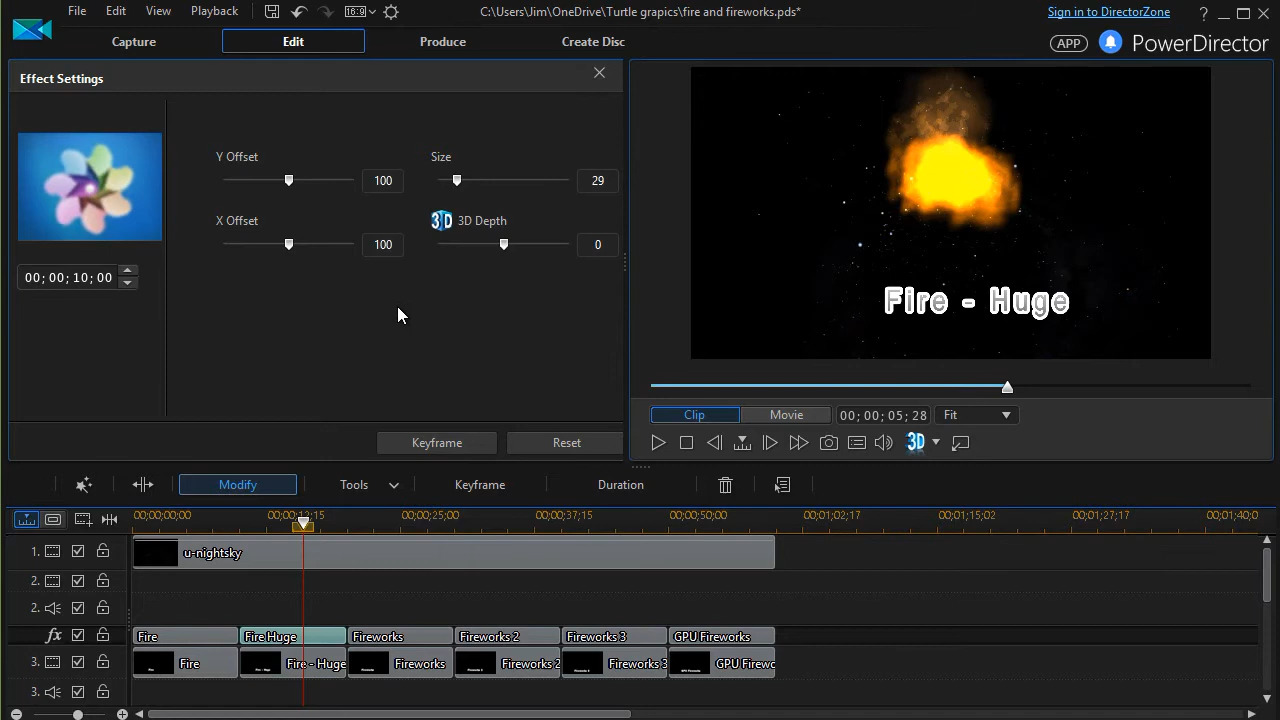 File Edit View Playback 16:9 C:\Users\Jim\OneDrive\Turtle grapics\fire and fireworks.pds* Sign in to DirectorZone ?
Capture Edit Produce Create Disc APP PowerDirector
Effect Settings
Y Offset Size
100 29
X Offset 3D 3D Depth
100 0
00; 00; 10; 00
Fire - Huge
Clip Movie 00; 00; 05; 28 Fit
Keyframe Reset
3D
Modify Tools Keyframe Duration
00;00;00;00 00;00;12;15 00;00;25;00 00;00;37;15 00;00;50;00 00;01;02;17 00;01;15;02 00;01;27;17 00;01;40;0
1. u-nightsky
2.
2.
fx Fire Fire Huge Fireworks Fireworks 2 Fireworks 3 GPU Fireworks
3. Fire Fire - Huge Fireworks Fireworks 2 Fireworks 3 GPU Firewo
3.